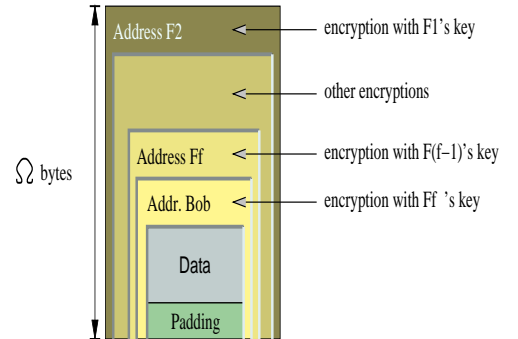 Address F2
encryption with F1's key
other encryptions
Address Ff
encryption with F(f−1)'s key
Ω bytes
Addr. Bob
encryption with Ff 's key
Data
Padding